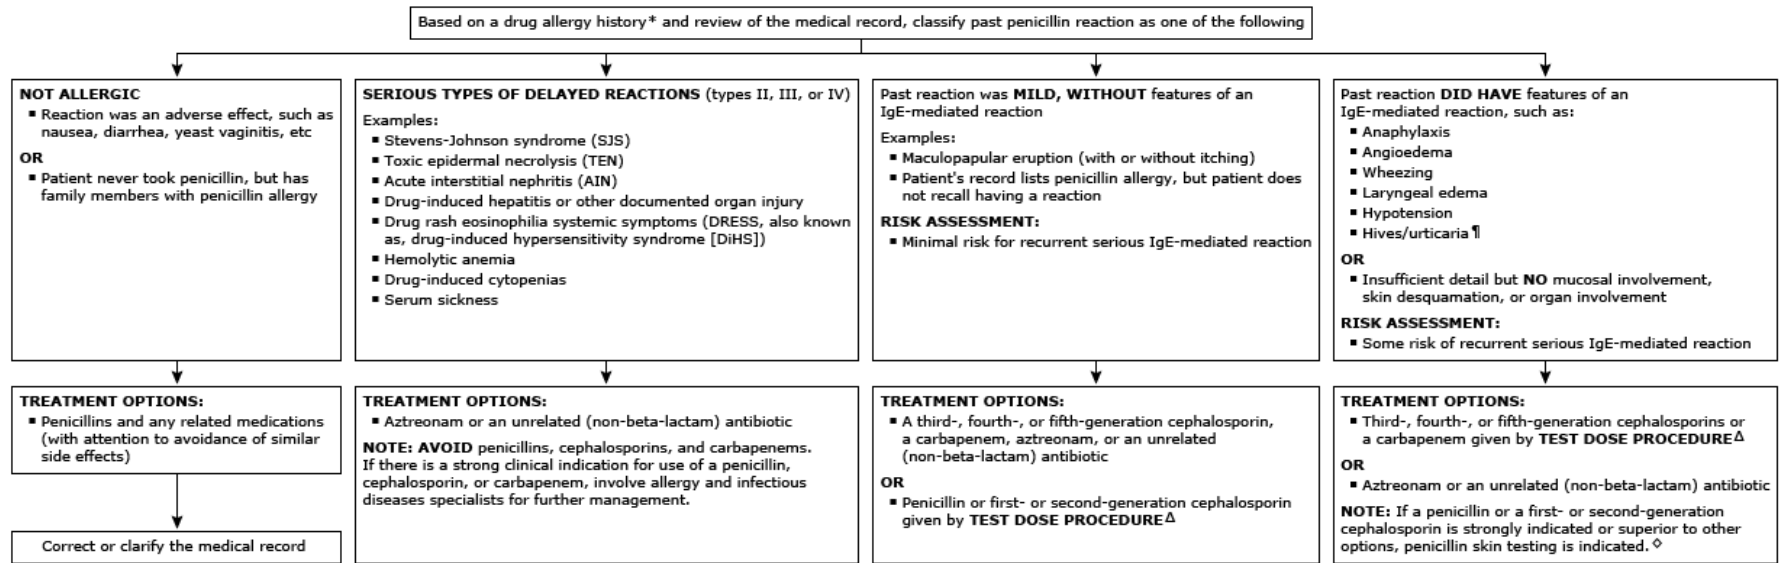 Based on a drug allergy history* and review of the medical record, classify past penicillin reaction as one of the following
NOT ALLERGIC
▪ Reaction was an adverse effect, such as
nausea, diarrhea, yeast vaginitis, etc
OR
▪ Patient never took penicillin, but has
family members with penicillin allergy
SERIOUS TYPES OF DELAYED REACTIONS (types II, III, or IV)
Examples:
▪ Stevens-Johnson syndrome (SJS)
▪ Toxic epidermal necrolysis (TEN)
▪ Acute interstitial nephritis (AIN)
▪ Drug-induced hepatitis or other documented organ injury
▪ Drug rash eosinophilia systemic symptoms (DRESS, also known
as, drug-induced hypersensitivity syndrome [DiHS])
▪ Hemolytic anemia
▪ Drug-induced cytopenias
▪ Serum sickness
Past reaction was MILD, WITHOUT features of an
IgE-mediated reaction
Examples:
▪ Maculopapular eruption (with or without itching)
▪ Patient's record lists penicillin allergy, but patient does
not recall having a reaction
RISK ASSESSMENT:
▪ Minimal risk for recurrent serious IgE-mediated reaction
Past reaction DID HAVE features of an
IgE-mediated reaction, such as:
▪ Anaphylaxis
▪ Angioedema
▪ Wheezing
▪ Laryngeal edema
▪ Hypotension
▪ Hives/urticaria¶
OR
▪ Insufficient detail but NO mucosal involvement,
skin desquamation, or organ involvement
RISK ASSESSMENT:
▪ Some risk of recurrent serious IgE-mediated reaction
TREATMENT OPTIONS:
▪ Penicillins and any related medications
(with attention to avoidance of similar
side effects)
Correct or clarify the medical record
TREATMENT OPTIONS:
▪ Aztreonam or an unrelated (non-beta-lactam) antibiotic
NOTE: AVOID penicillins, cephalosporins, and carbapenems.
If there is a strong clinical indication for use of a penicillin,
cephalosporin, or carbapenem, involve allergy and infectious
diseases specialists for further management.
TREATMENT OPTIONS:
▪ A third-, fourth-, or fifth-generation cephalosporin,
a carbapenem, aztreonam, or an unrelated
(non-beta-lactam) antibiotic
OR
▪ Penicillin or first- or second-generation cephalosporin
given by TEST DOSE PROCEDUREΔ
TREATMENT OPTIONS:
▪ Third-, fourth-, or fifth-generation cephalosporins or
a carbapenem given by TEST DOSE PROCEDUREΔ
OR
▪ Aztreonam or an unrelated (non-beta-lactam) antibiotic
NOTE: If a penicillin or a first- or second-generation
cephalosporin is strongly indicated or superior to other
options, penicillin skin testing is indicated.◇